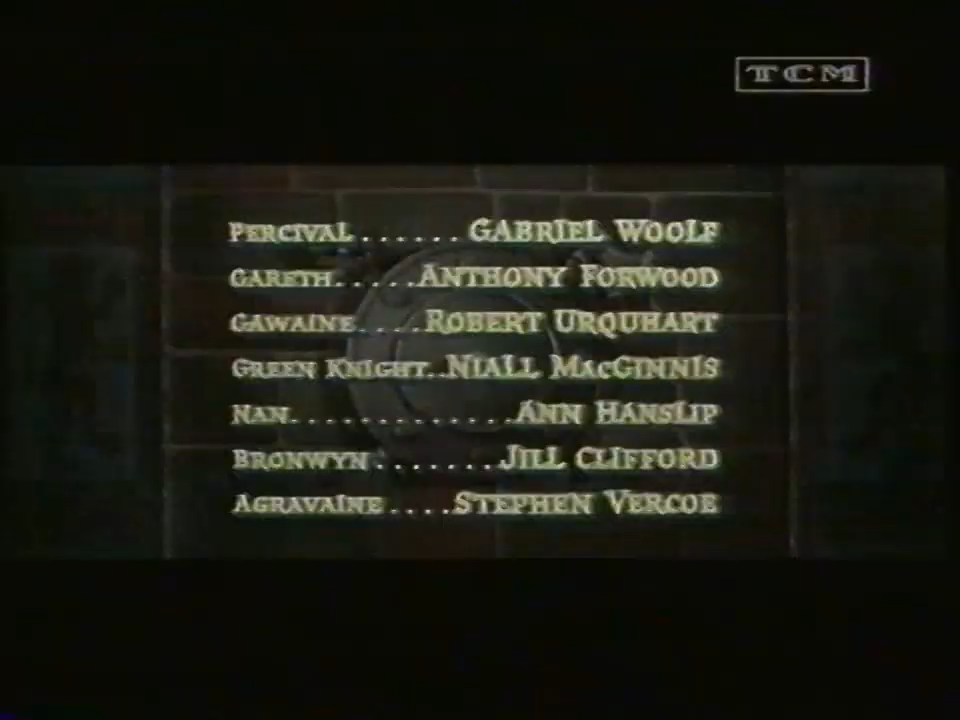 TCM
PERCIVAL ...... GABRIEL WOOLF
GARETH.....ANTHONY FORWOOD
GAWAINE....ROBERT URQUHART
GREEN KNIGHT..NIALL MACGINNIS
NAN.............ANN HANSLIP
BRONWYN.......JILL CLIFFORD
AGRAVAINE....STEPHEN VERCOE